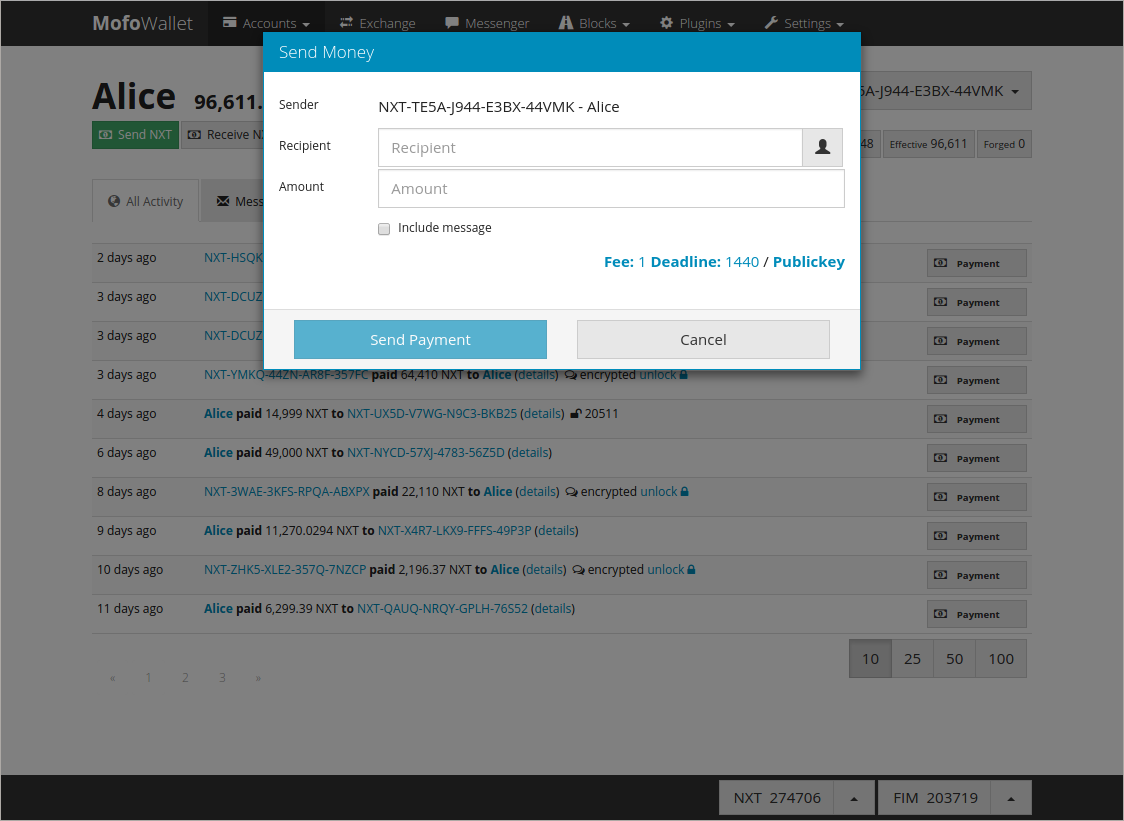 MofoWallet Accounts Exchange Messenger Blocks Plugins Settings
Send Money
Alice 96,611. 5A-J944-E3BX-44VMK
Sender NXT-TE5A-J944-E3BX-44VMK - Alice
Send NXT Receive NX 48 Effective 96,611 Forged 0
Recipient Recipient
Amount Amount
All Activity Mess
Include message
2 days ago NXT-HSQK Payment
Fee: 1 Deadline: 1440 / Publickey
3 days ago NXT-DCUZ Payment
3 days ago NXT-DCUZ Payment
Send Payment Cancel
3 days ago NXT-YMKQ-44ZN-AR8F-357FC paid 64,410 NXT to Alice (details) encrypted unlock Payment
4 days ago Alice paid 14,999 NXT to NXT-UX5D-V7WG-N9C3-BKB25 (details) 20511 Payment
6 days ago Alice paid 49,000 NXT to NXT-NYCD-57XJ-4783-56Z5D (details) Payment
8 days ago NXT-3WAE-3KFS-RPQA-ABXPX paid 22,110 NXT to Alice (details) encrypted unlock Payment
9 days ago Alice paid 11,270.0294 NXT to NXT-X4R7-LKX9-FFFS-49P3P (details) Payment
10 days ago NXT-ZHK5-XLE2-357Q-7NZCP paid 2,196.37 NXT to Alice (details) encrypted unlock Payment
11 days ago Alice paid 6,299.39 NXT to NXT-QAUQ-NRQY-GPLH-76S52 (details) Payment
10 25 50 100
« 1 2 3 »
NXT 274706 FIM 203719